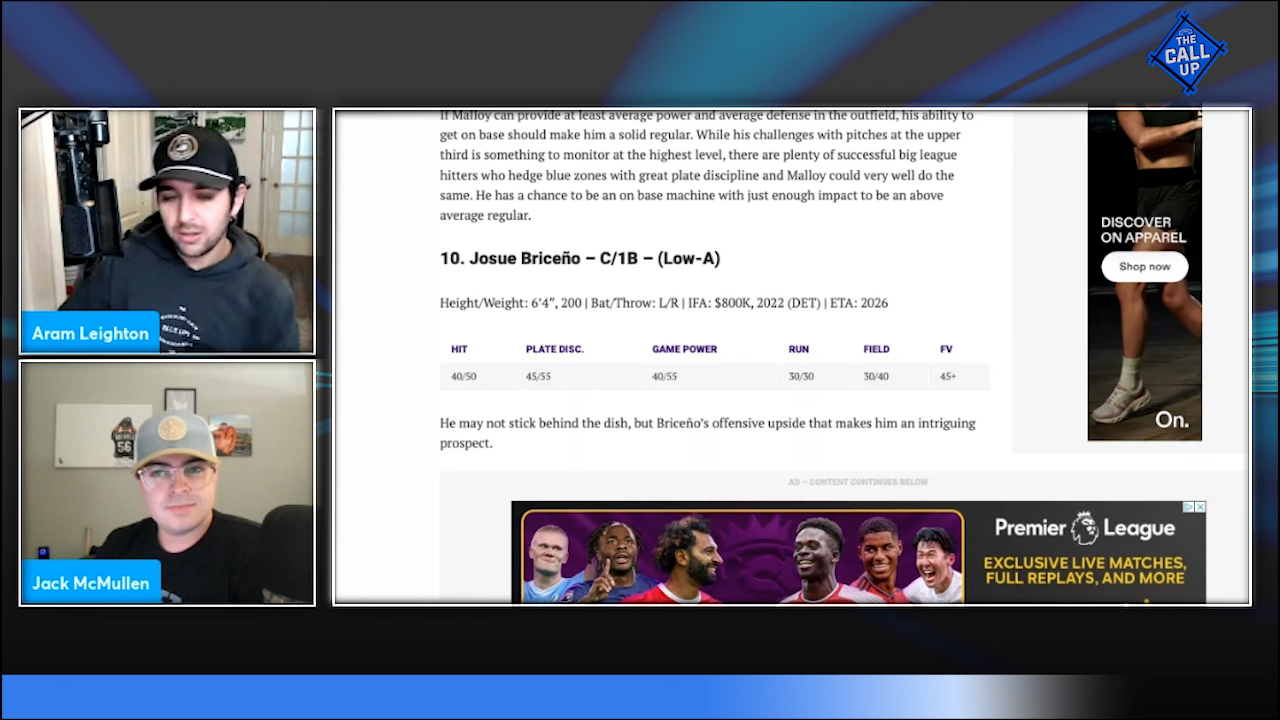 THE
CALL
UP
If Malloy can provide at least average power and average defense in the outfield, his ability to
get on base should make him a solid regular. While his challenges with pitches at the upper
third is something to monitor at the highest level, there are plenty of successful big league
hitters who hedge blue zones with great plate discipline and Malloy could very well do the
same. He has a chance to be an on base machine with just enough impact to be an above
average regular.
10. Josue Briceño – C/1B – (Low-A)
Height/Weight: 6’4″, 200 | Bat/Throw: L/R | IFA: $800K, 2022 (DET) | ETA: 2026
HIT PLATE DISC. GAME POWER RUN FIELD FV
40/50 45/55 40/55 30/30 30/40 45+
He may not stick behind the dish, but Briceño’s offensive upside that makes him an intriguing
prospect.
AD – CONTENT CONTINUES BELOW
Premier League
EXCLUSIVE LIVE MATCHES,
FULL REPLAYS, AND MORE
DISCOVER
ON APPAREL
Shop now
On.
Aram Leighton
56
Jack McMullen